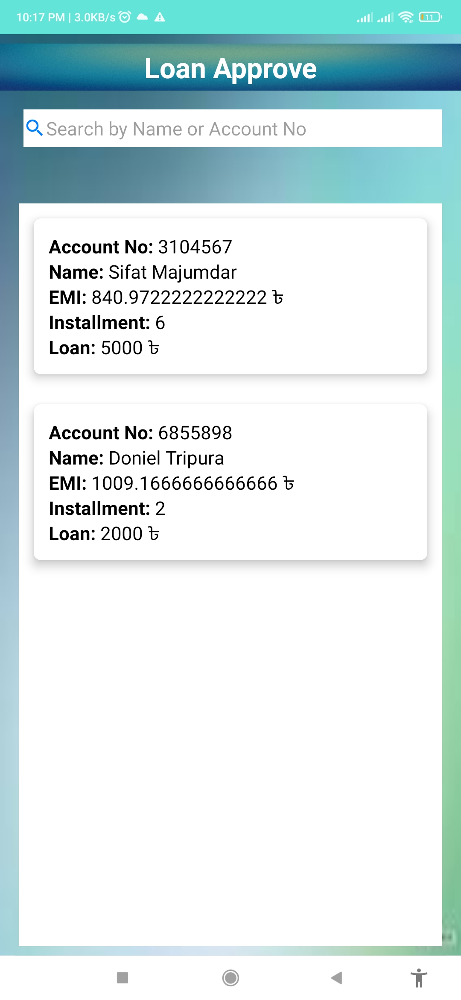 10:17 PM | 3.0KB/s
11
Loan Approve
Search by Name or Account No
Account No: 3104567
Name: Sifat Majumdar
EMI: 840.9722222222222 ৳
Installment: 6
Loan: 5000 ৳
Account No: 6855898
Name: Doniel Tripura
EMI: 1009.1666666666666 ৳
Installment: 2
Loan: 2000 ৳